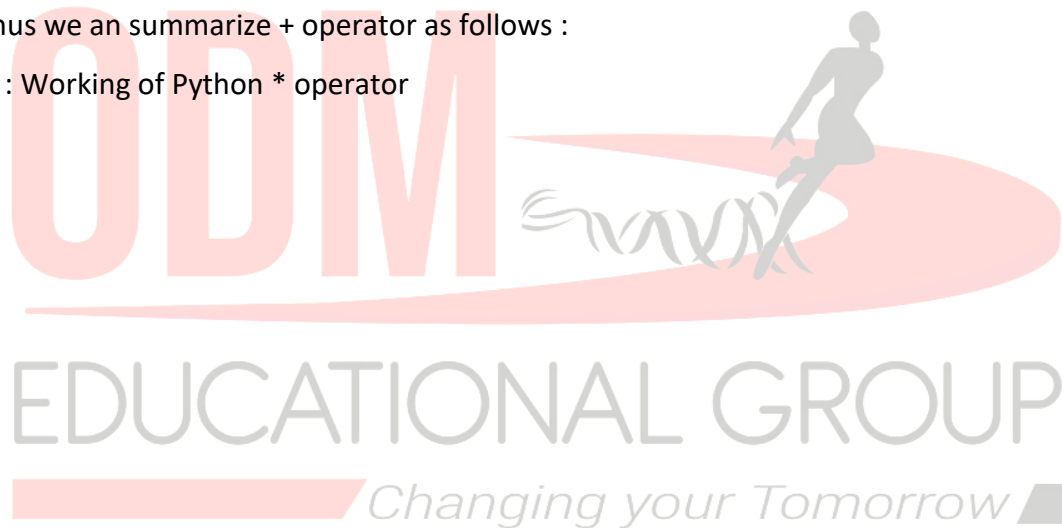 hus we an summarize + operator as follows :
: Working of Python * operator
ODM
EDUCATIONAL GROUP
Changing your Tomorrow